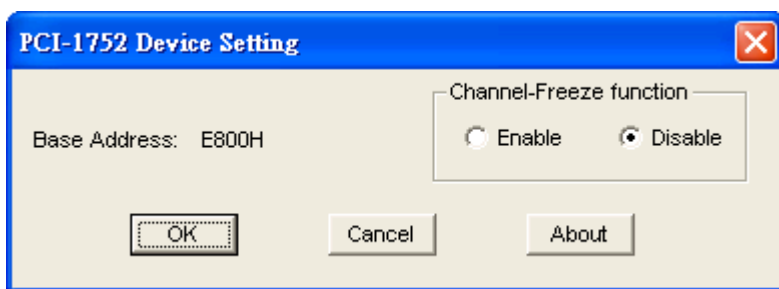 PCI-1752 Device Setting
Channel-Freeze function
Base Address: E800H
Enable
Disable
OK
Cancel
About